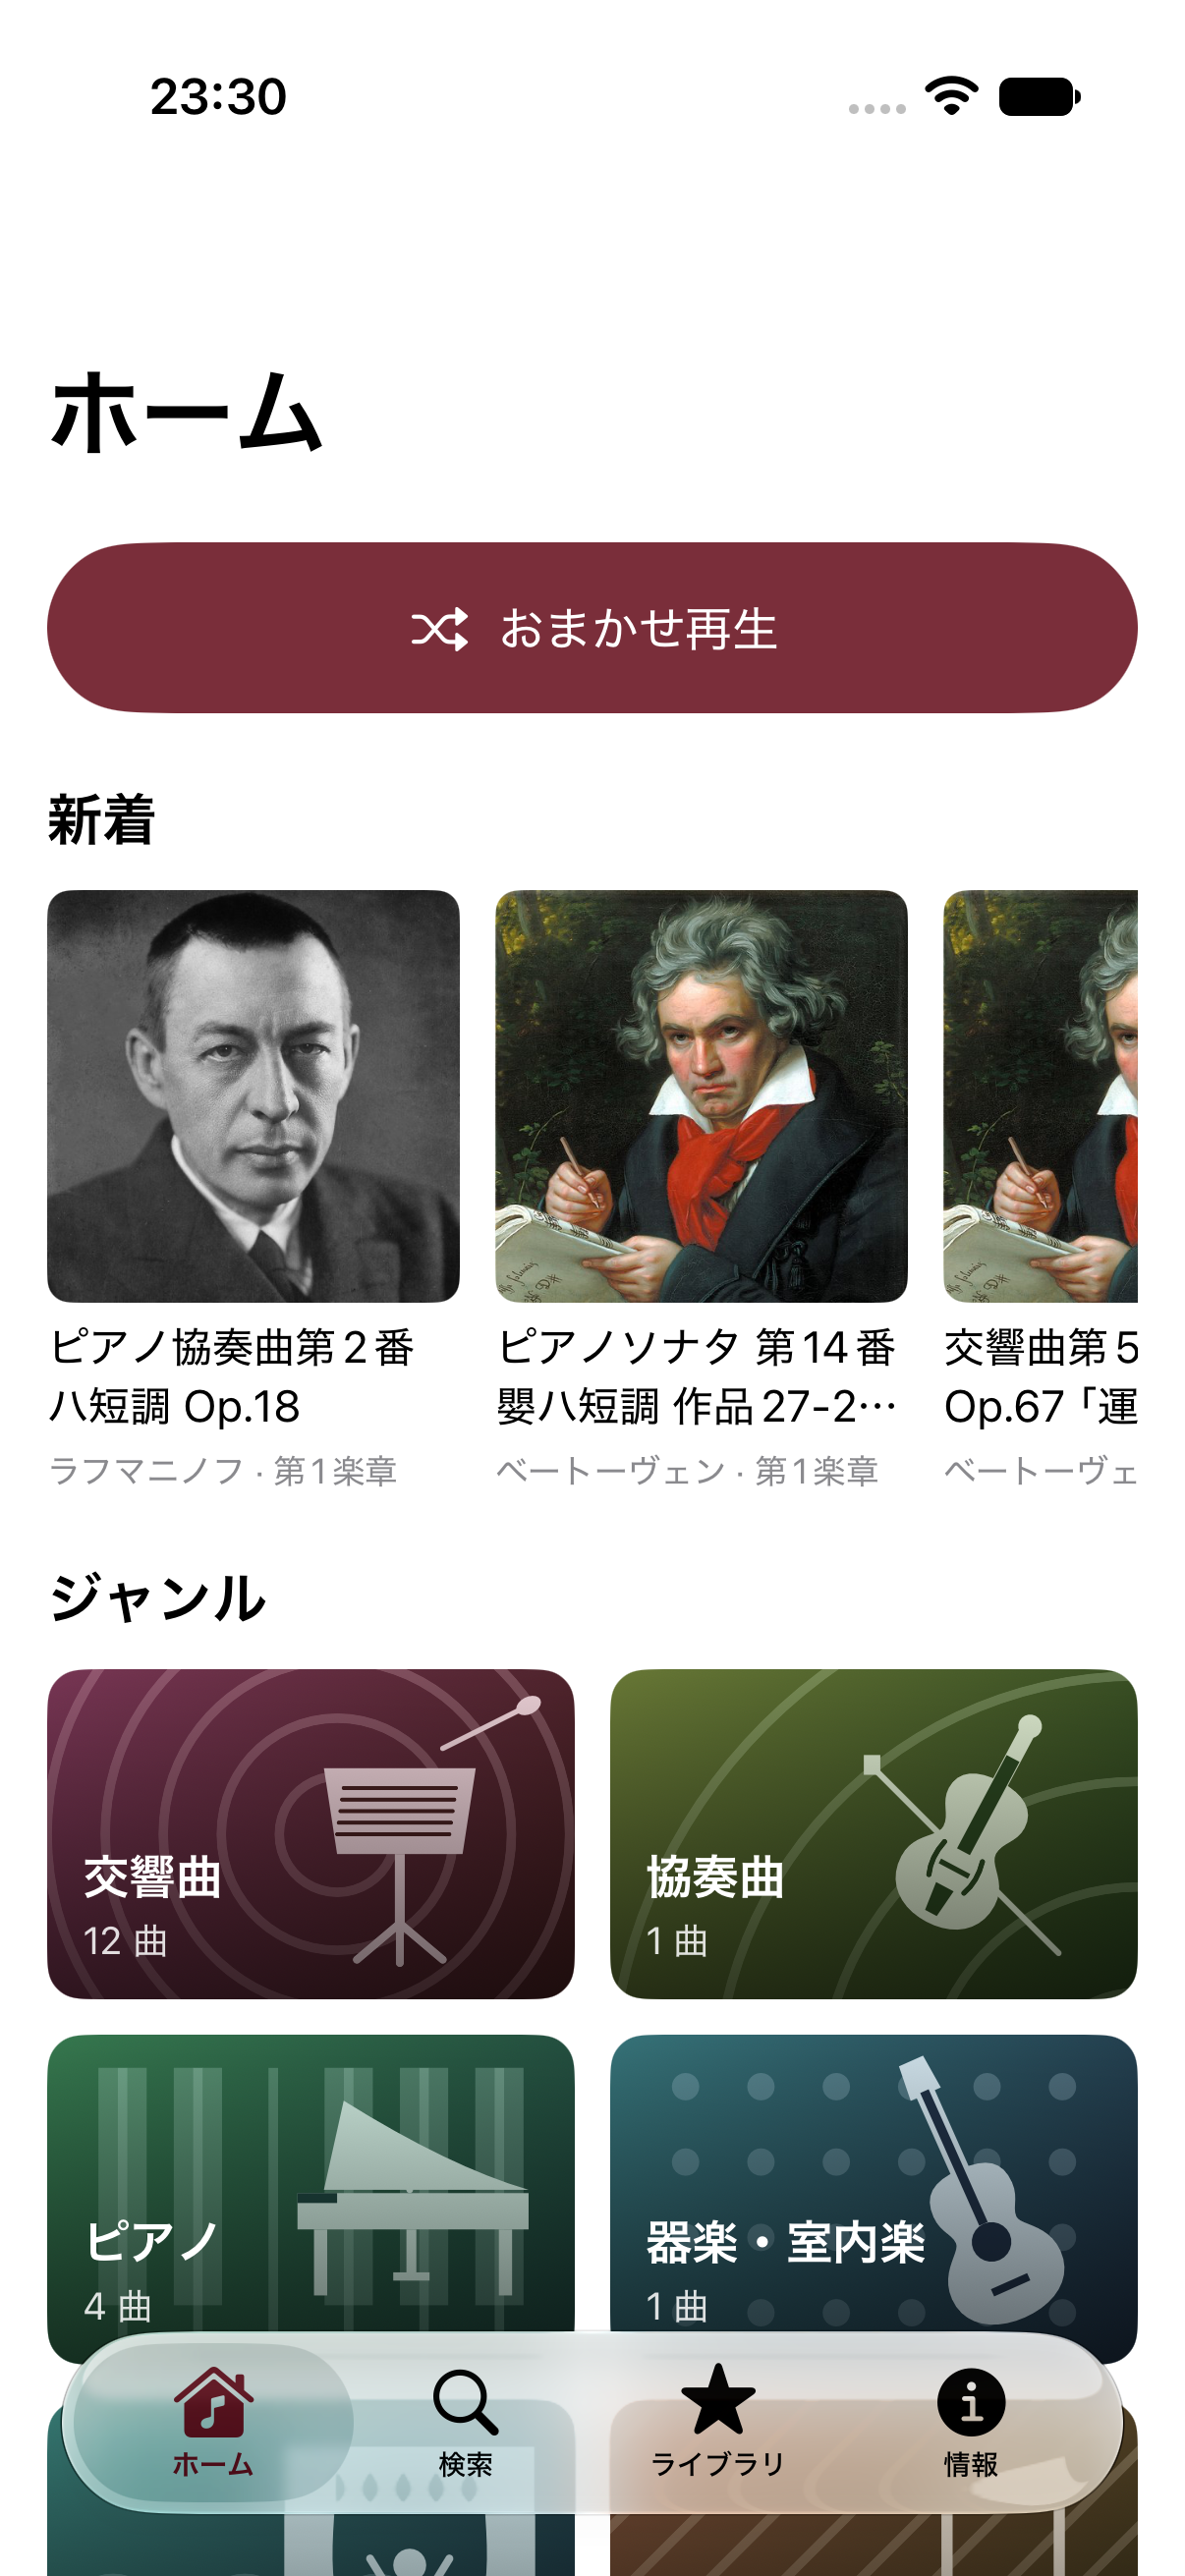 23:30
ホーム
おまかせ再生
新着
ピアノ協奏曲第2番
ハ短調 Op.18
ラフマニノフ · 第1楽章
ピアノソナタ 第14番
嬰ハ短調 作品27-2…
ベートーヴェン · 第1楽章
交響曲第5
Op.67「運
ベートーヴェ
ジャンル
交響曲
12 曲
協奏曲
1 曲
ピアノ
4 曲
器楽・室内楽
1 曲
ホーム
検索
ライブラリ
情報